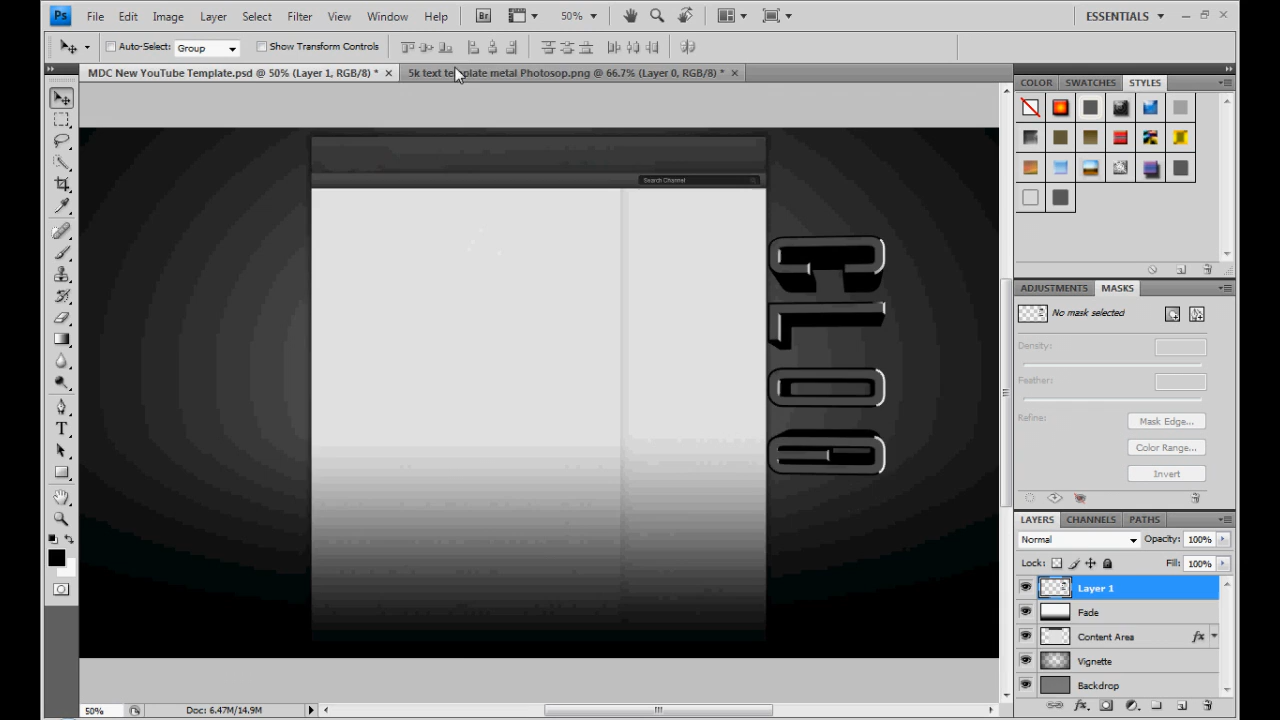 Ps File Edit Image Layer Select Filter View Window Help Br 50% ESSENTIALS
Auto-Select: Group Show Transform Controls
MDC New YouTube Template.psd @ 50% (Layer 1, RGB/8) * 5k text template metal Photosop.png @ 66.7% (Layer 0, RGB/8) *
COLOR SWATCHES STYLES
Search Channel
ADJUSTMENTS MASKS
No mask selected
Density:
Feather:
Refine:
Mask Edge...
Color Range...
Invert
LAYERS CHANNELS PATHS
Normal Opacity: 100%
Lock: Fill: 100%
Layer 1
Fade
Content Area fx
Vignette
Backdrop
50% Doc: 6.47M/14.9M